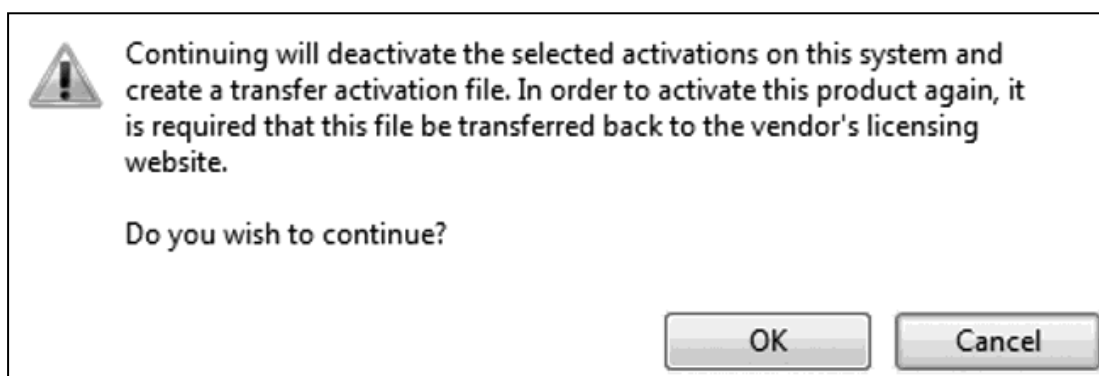 Continuing will deactivate the selected activations on this system and
create a transfer activation file. In order to activate this product again, it
is required that this file be transferred back to the vendor's licensing
website.
Do you wish to continue?
OK
Cancel